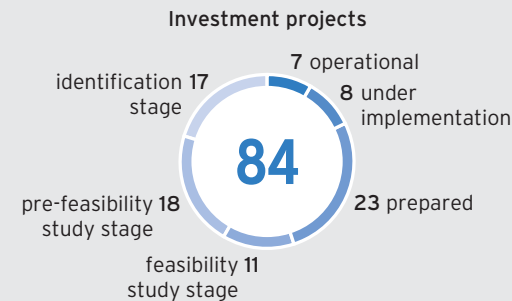 Investment projects
7 operational
8 under
implementation
23 prepared
feasibility 11
study stage
pre-feasibility 18
study stage
identification 17
stage
84